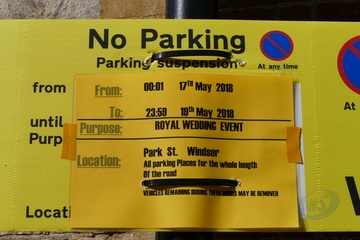 No Parking
Parking suspension
At any time
At
from
From: 00:01 17TH May 2018
until
To: 23:59 19th May 2018
Purp
Purpose: ROYAL WEDDING EVENT
Location: Park St. Windsor
All parking Places for the whole length
Of the road
VEHICLES REMAINING DURING THESE HOURS MAY BE REMOVED
Locati